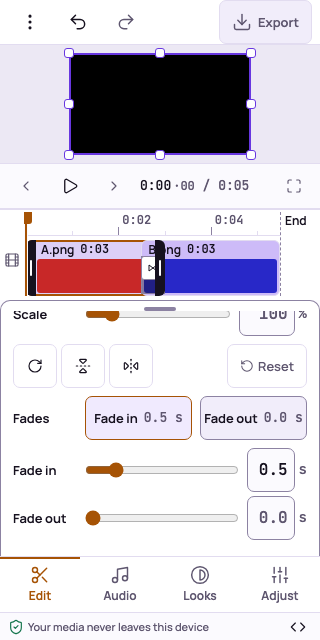 Export
0:00·00 / 0:05
0:02 0:04 End
A.png 0:03 B.png 0:03
Scale 100 %
Reset
Fades Fade in 0.5 s Fade out 0.0 s
Fade in 0.5 s
Fade out 0.0 s
Edit Audio Looks Adjust
Your media never leaves this device